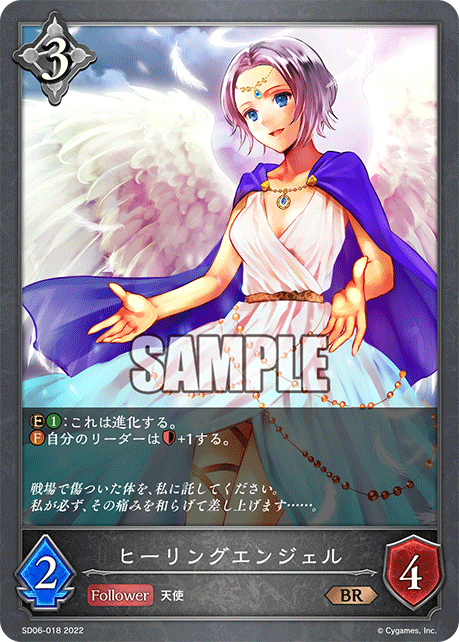 3
SAMPLE
E 1:これは進化する。
F 自分のリーダーは+1する。
戦場で傷ついた体を、私に託してください。
私が必ず、その痛みを和らげて差し上げます……。
ヒーリングエンジェル
2
Follower 天使
BR
4
SD06-018 2022
© Cygames, Inc.